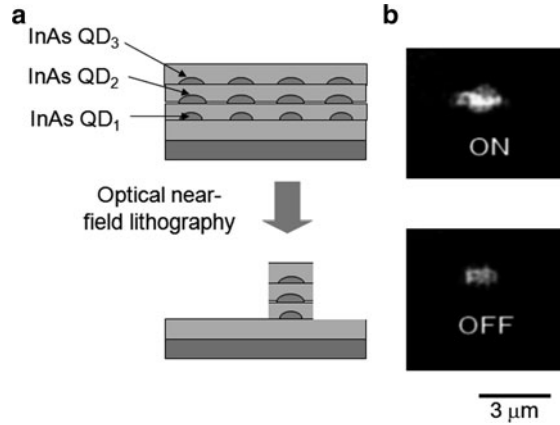 a
InAs QD₃
InAs QD₂
InAs QD₁
Optical near-
field lithography
b
ON
OFF
3 μm